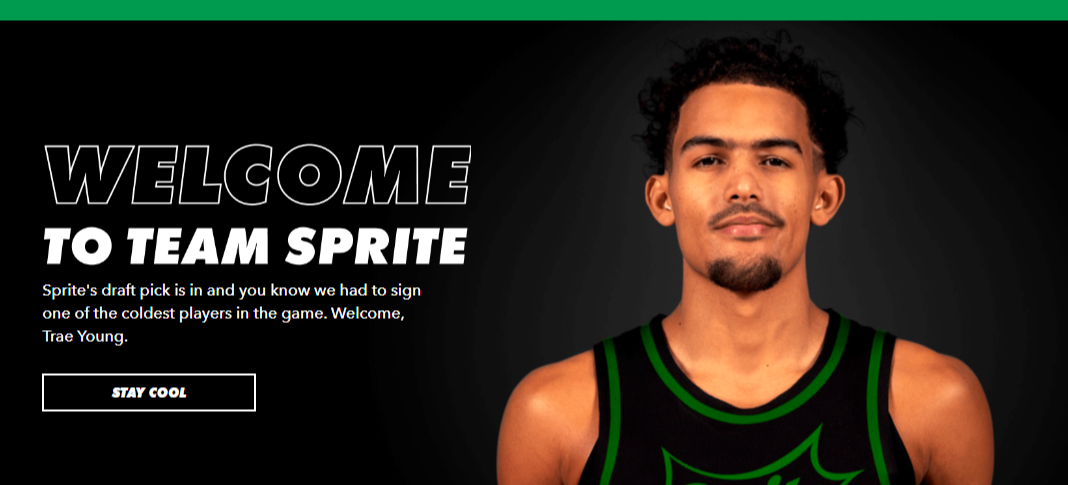 WELCOME
TO TEAM SPRITE
Sprite's draft pick is in and you know we had to sign
one of the coldest players in the game. Welcome,
Trae Young.
STAY COOL